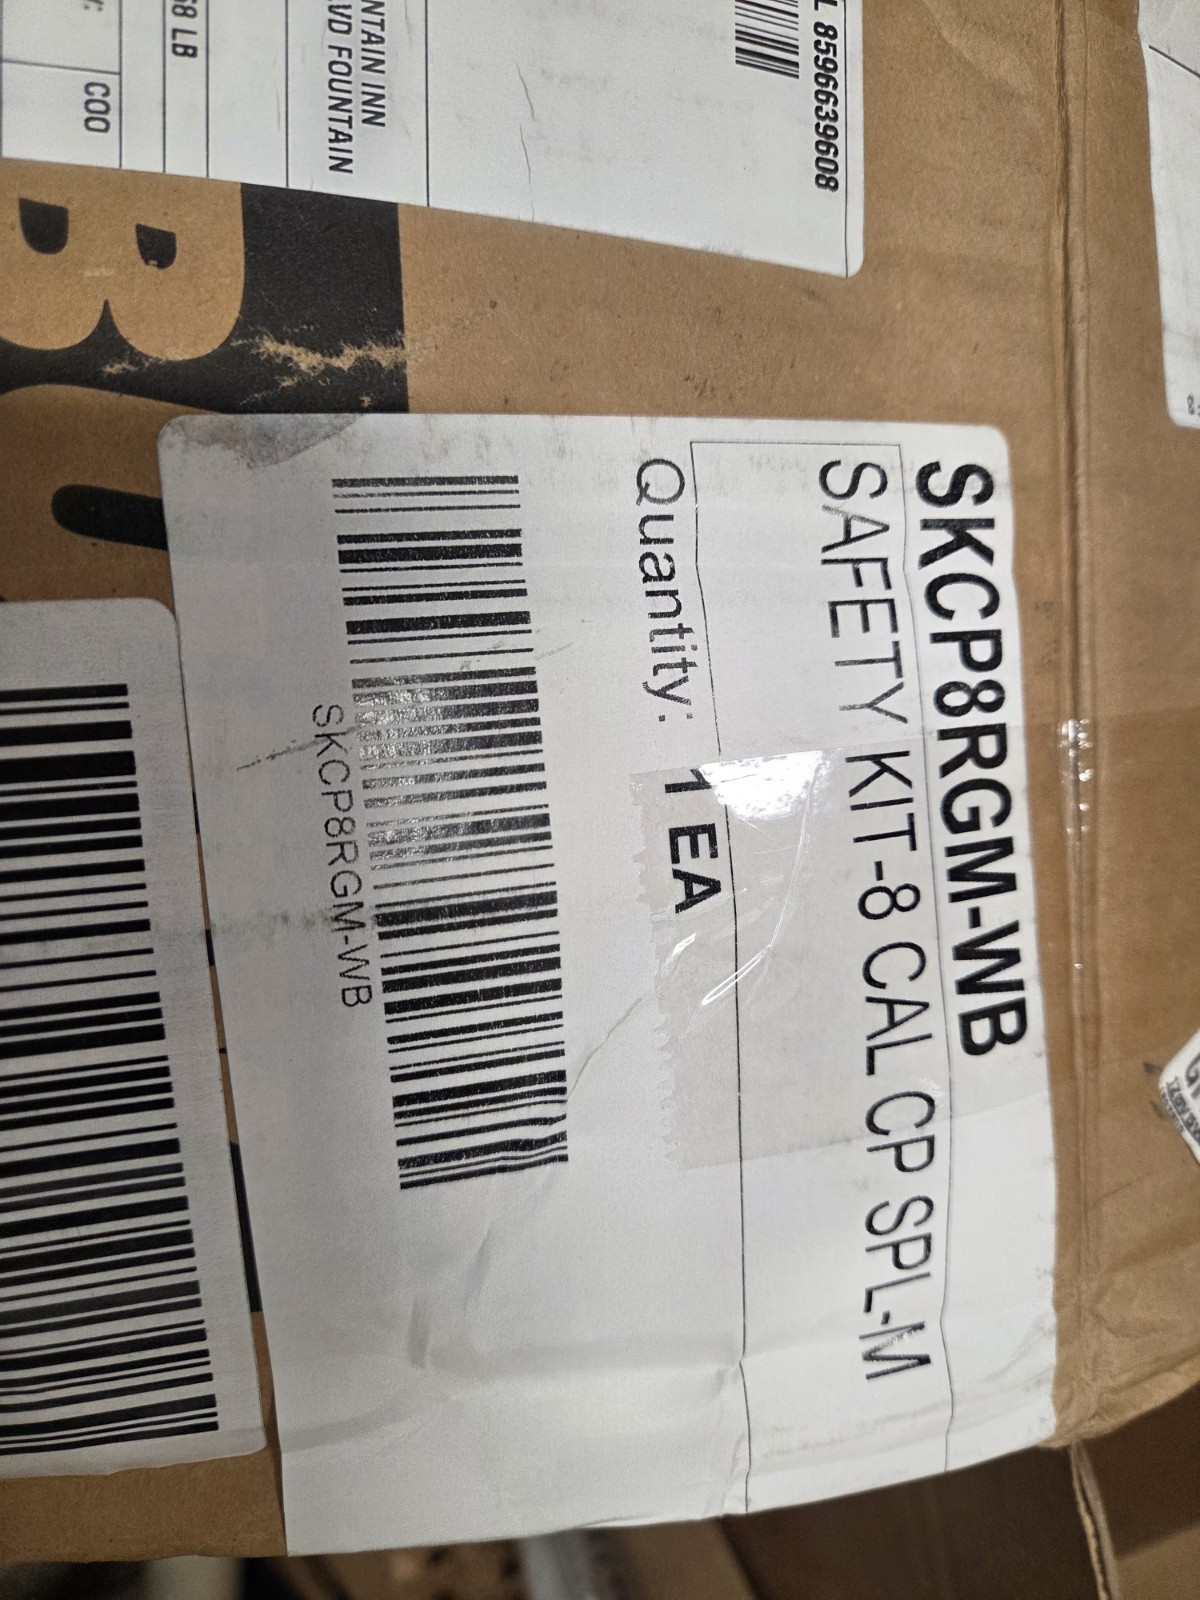 L 8596639608
NTAIN INN
VD FOUNTAIN
68 LB
COO
B
SKCP8RGM-WB
SAFETY KIT-8 CAL CP SPL-M
Quantity: 1 EA
SKCP8RGM-WB